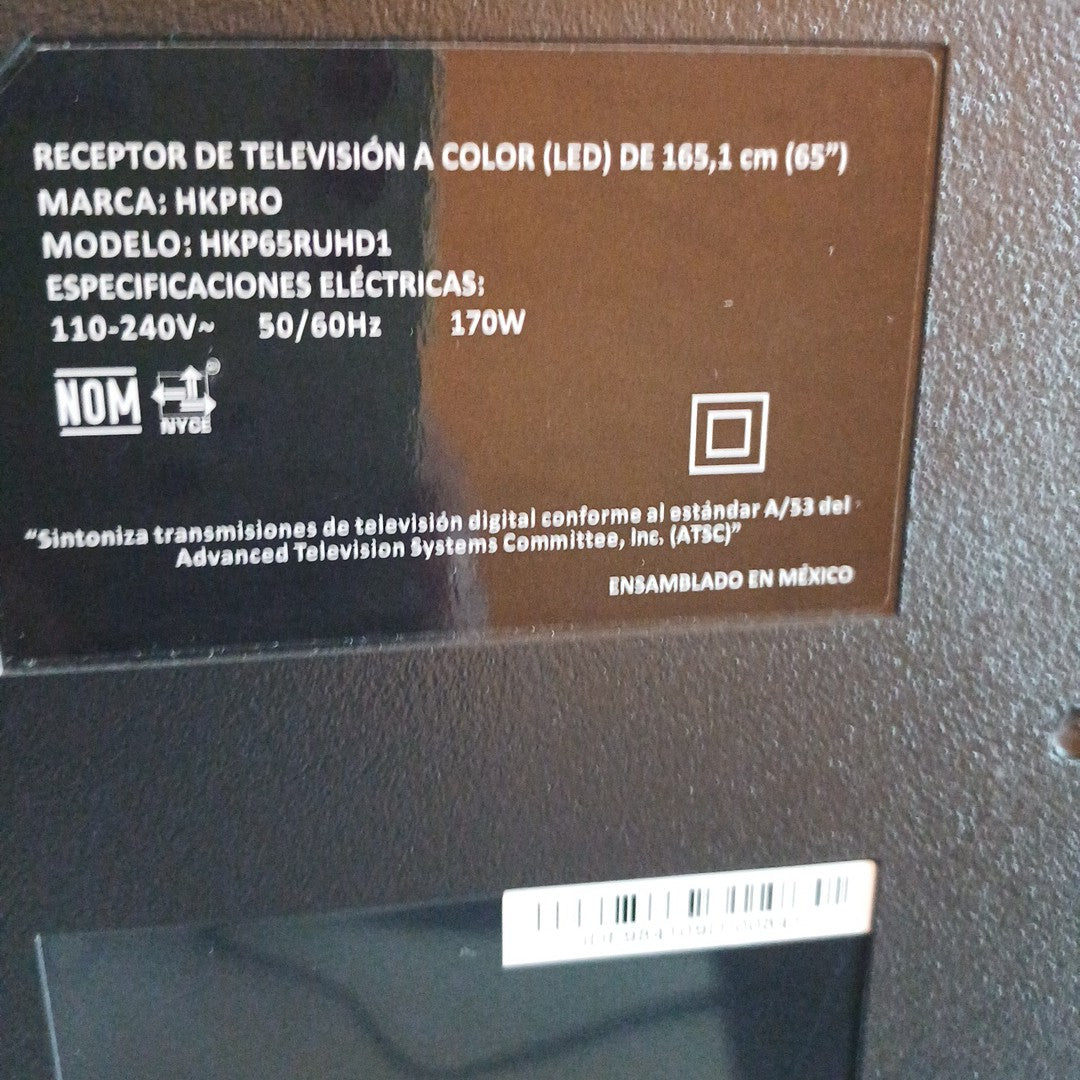 RECEPTOR DE TELEVISIÓN A COLOR (LED) DE 165,1 cm (65”)
MARCA: HKPRO
MODELO: HKP65RUHD1
ESPECIFICACIONES ELÉCTRICAS:
110-240V~ 50/60Hz 170W
NOM NYCE
“Sintoniza transmisiones de televisión digital conforme al estándar A/53 del
Advanced Television Systems Committee, Inc. (ATSC)”
ENSAMBLADO EN MÉXICO